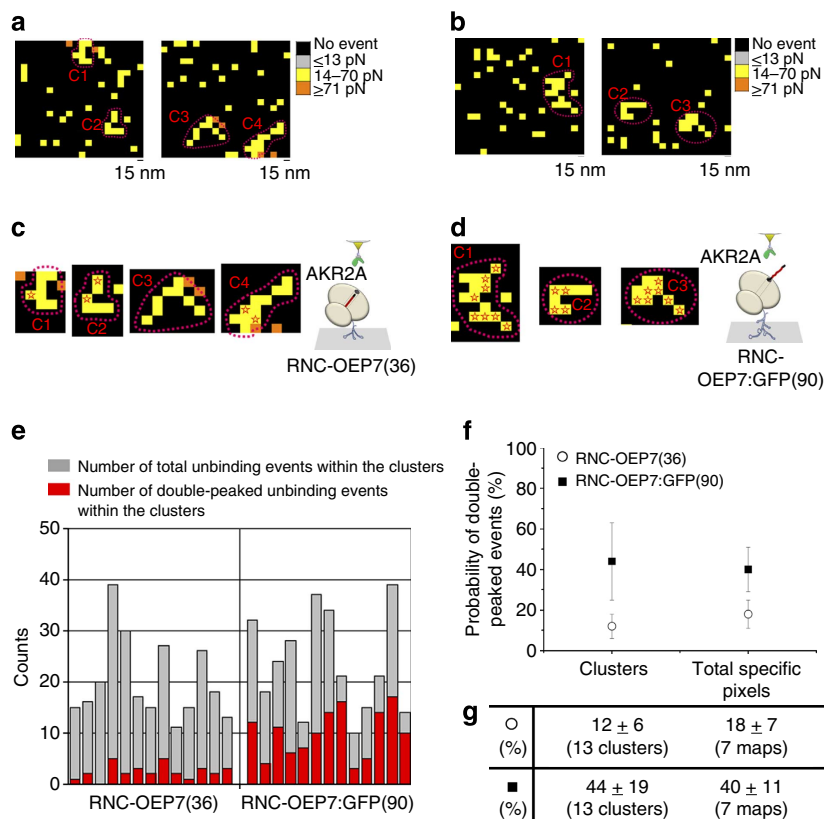 a
C1
C2
C3
C4
No event
≤13 pN
14–70 pN
≥71 pN
15 nm
15 nm
b
C1
C2
C3
No event
≤13 pN
14–70 pN
≥71 pN
15 nm
15 nm
c
C1
C2
C3
C4
AKR2A
RNC-OEP7(36)
d
C1
C2
C3
AKR2A
RNC-
OEP7:GFP(90)
e
Number of total unbinding events within the clusters
Number of double-peaked unbinding events
within the clusters
Counts
50
40
30
20
10
0
RNC-OEP7(36)
RNC-OEP7:GFP(90)
f
Probability of double-
peaked events (%)
100
80
60
40
20
0
RNC-OEP7(36)
RNC-OEP7:GFP(90)
Clusters
Total specific
pixels
g
(%)
12 ± 6
(13 clusters)
18 ± 7
(7 maps)
(%)
44 ± 19
(13 clusters)
40 ± 11
(7 maps)